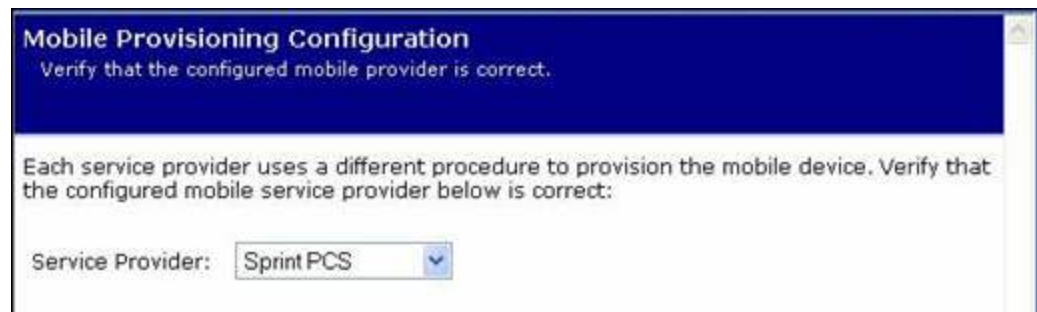 Mobile Provisioning Configuration
Verify that the configured mobile provider is correct.
Each service provider uses a different procedure to provision the mobile device. Verify that
the configured mobile service provider below is correct:
Service Provider: Sprint PCS